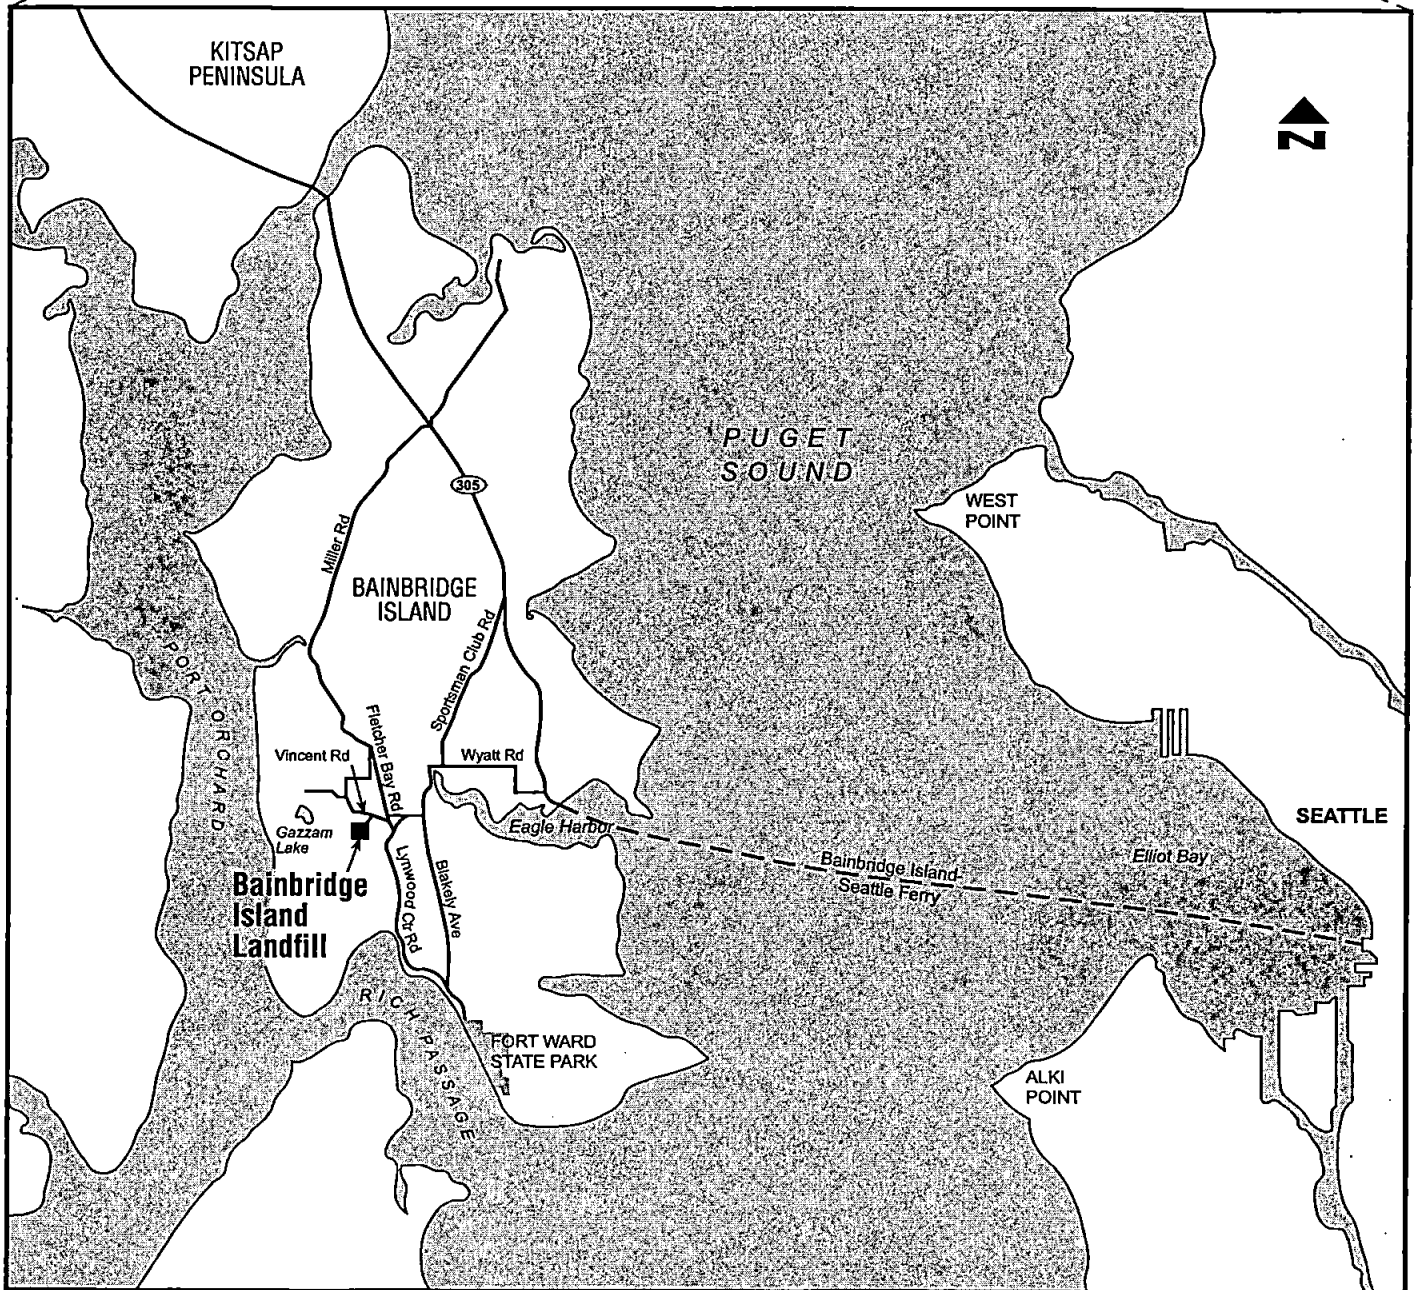 KITSAP
PENINSULA
N
PUGET
SOUND
305
WEST
POINT
Miller Rd
BAINBRIDGE
ISLAND
Sportsman Club Rd
PORT ORCHARD
Fletcher Bay Rd
Vincent Rd
Wyatt Rd
Gazzam
Lake
Eagle Harbor
SEATTLE
Elliot Bay
Bainbridge Island
Seattle Ferry
Bainbridge
Island
Landfill
Lynwood Ctr Rd
Blakely Ave
RICH PASSAGE
FORT WARD
STATE PARK
ALKI
POINT